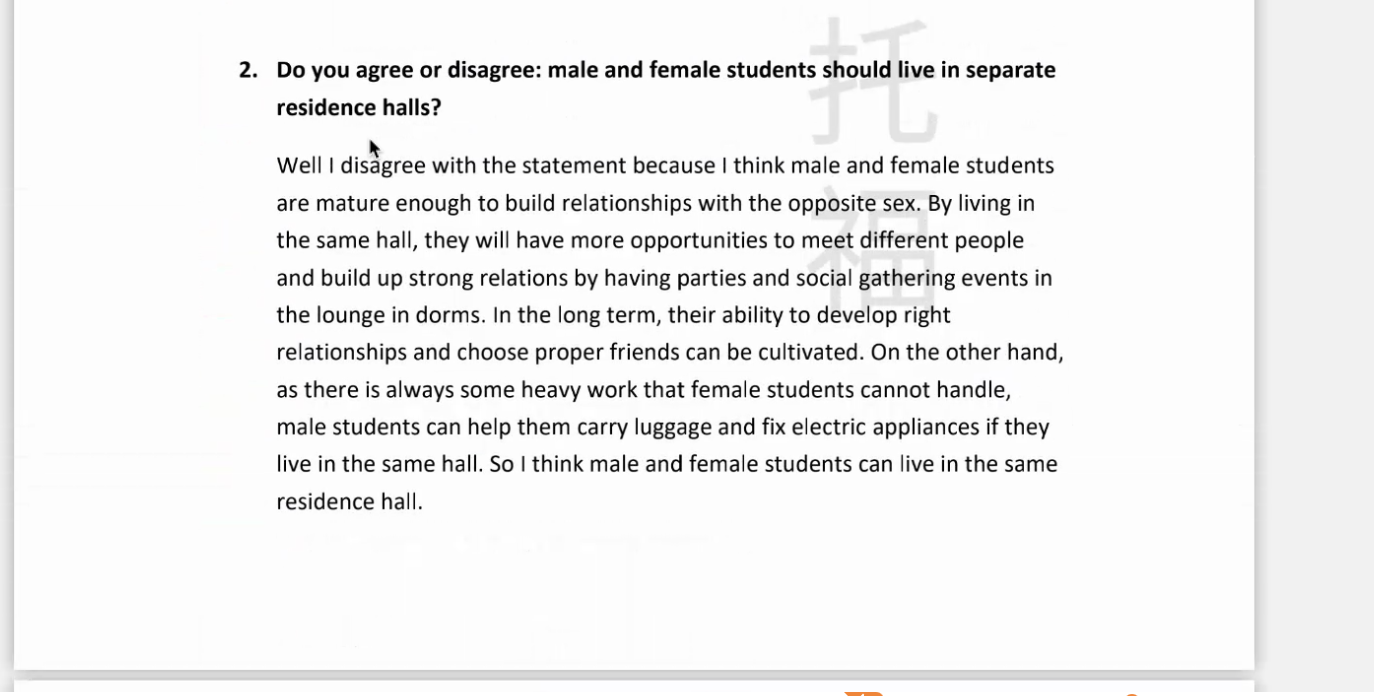 2. Do you agree or disagree: male and female students should live in separate
residence halls?
Well I disagree with the statement because I think male and female students
are mature enough to build relationships with the opposite sex. By living in
the same hall, they will have more opportunities to meet different people
and build up strong relations by having parties and social gathering events in
the lounge in dorms. In the long term, their ability to develop right
relationships and choose proper friends can be cultivated. On the other hand,
as there is always some heavy work that female students cannot handle,
male students can help them carry luggage and fix electric appliances if they
live in the same hall. So I think male and female students can live in the same
residence hall.
托
福